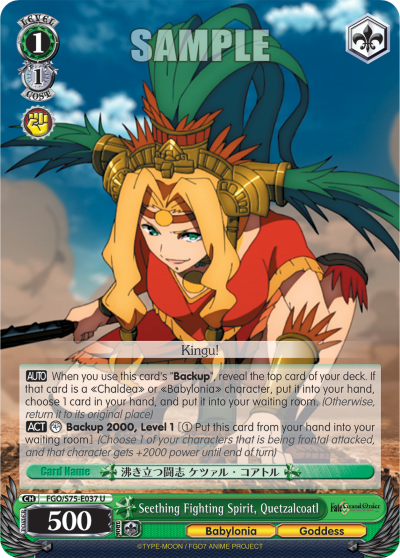 LEVEL
1
SAMPLE
1
COST
Kingu!
AUTO When you use this card's "Backup", reveal the top card of your deck. If
that card is a «Chaldea» or «Babylonia» character, put it into your hand,
choose 1 card in your hand, and put it into your waiting room. (Otherwise,
return it to its original place)
ACT Backup 2000, Level 1 [① Put this card from your hand into your
waiting room] (Choose 1 of your characters that is being frontal attacked,
and that character gets +2000 power until end of turn)
Card Name 沸き立つ闘志 ケツァル・コアトル
CH FGO/S75-E037 U
Seething Fighting Spirit, Quetzalcoatl
Fate Grand Order
POWER 500
Babylonia Goddess
©TYPE-MOON / FGO7 ANIME PROJECT